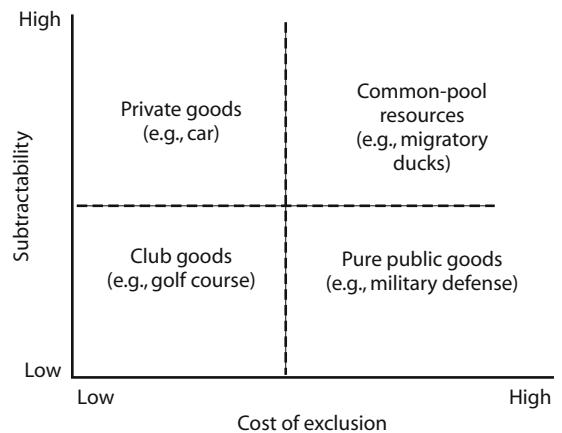 High
Private goods
(e.g., car)
Common-pool
resources
(e.g., migratory
ducks)
Subtractability
Club goods
(e.g., golf course)
Pure public goods
(e.g., military defense)
Low
Low
High
Cost of exclusion